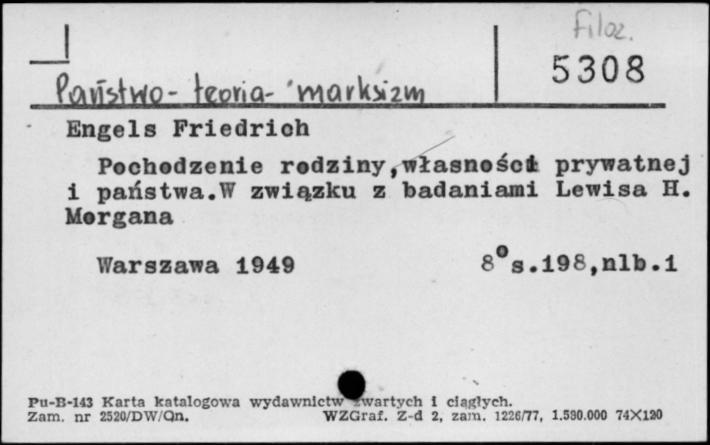 Filoz.
5308
Państwo - teoria - marksizm
Engels Friedrich
Pochodzenie rodziny, własności prywatnej
i państwa.W związku z badaniami Lewisa H.
Morgana
Warszawa 1949 8° s.198,nlb.1
Pu-B-143 Karta katalogowa wydawnictw zwartych i ciągłych.
Zam. nr 2520/DW/Qn. WZGraf. Z-d 2, zam. 1226/77, 1.580.000 74X120